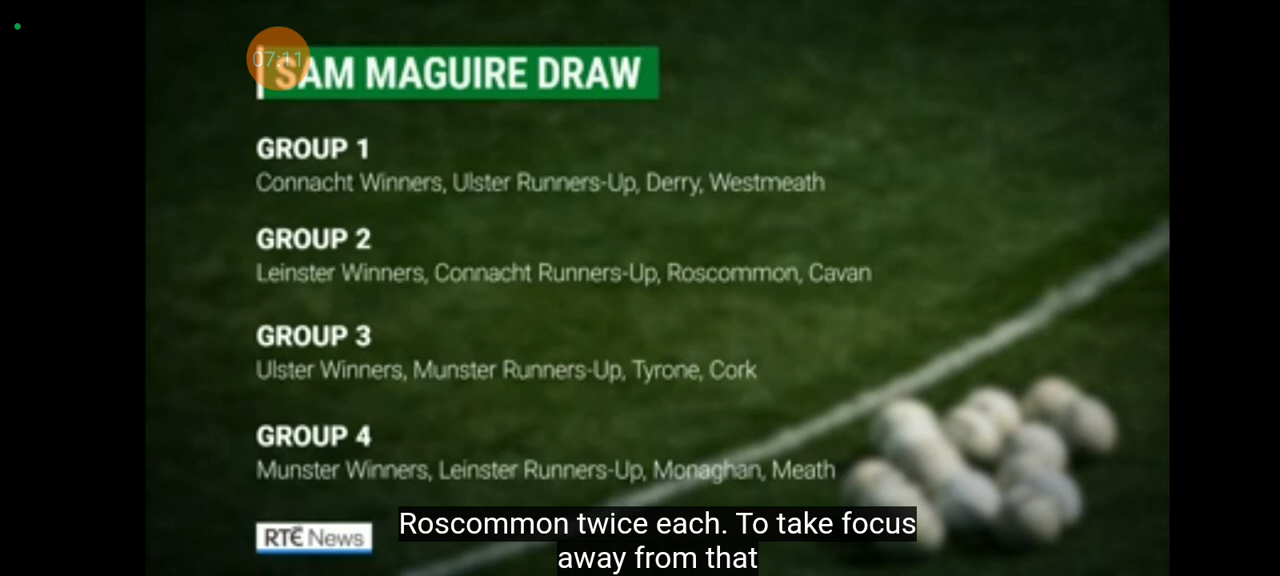 07:11
SAM MAGUIRE DRAW
GROUP 1
Connacht Winners, Ulster Runners-Up, Derry, Westmeath
GROUP 2
Leinster Winners, Connacht Runners-Up, Roscommon, Cavan
GROUP 3
Ulster Winners, Munster Runners-Up, Tyrone, Cork
GROUP 4
Munster Winners, Leinster Runners-Up, Monaghan, Meath
RTÉ News
Roscommon twice each. To take focus
away from that